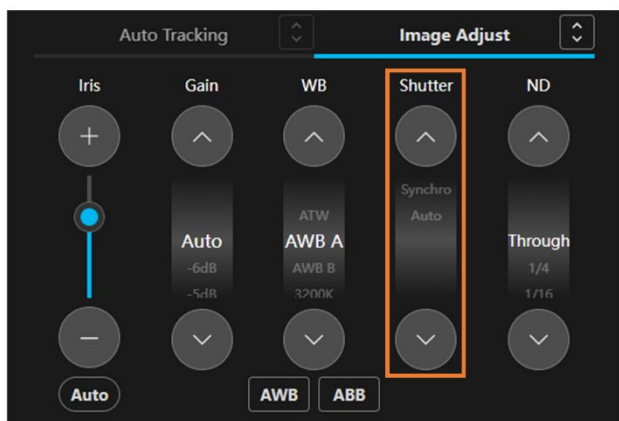 Auto Tracking
Image Adjust
Iris
Gain
WB
Shutter
ND
Auto
-6dB
-5dB
ATW
AWB A
AWB B
3200K
Synchro
Auto
Through
1/4
1/16
Auto
AWB
ABB